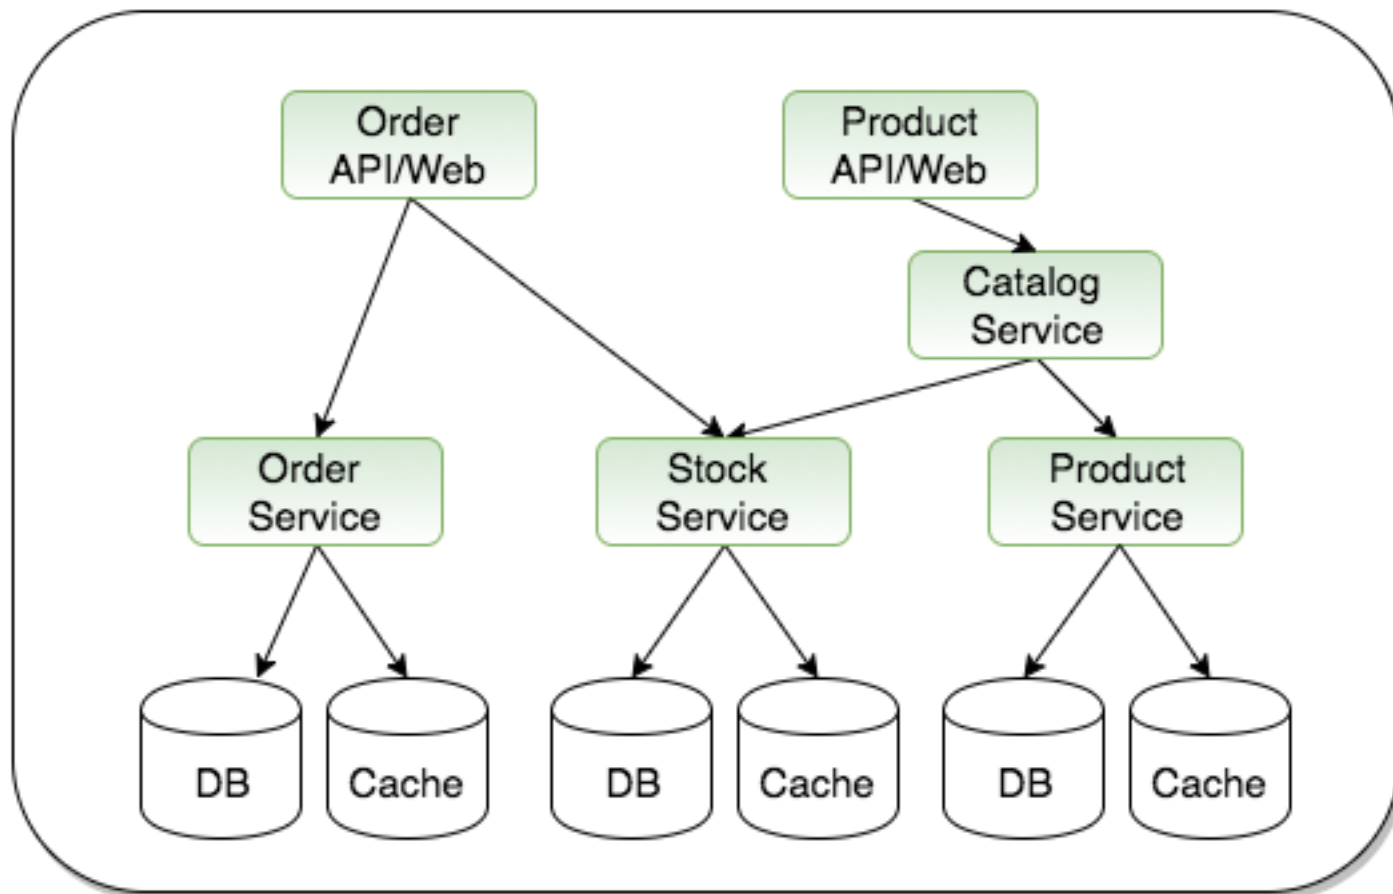 Order
API/Web
Product
API/Web
Catalog
Service
Order
Service
Stock
Service
Product
Service
DB
Cache
DB
Cache
DB
Cache